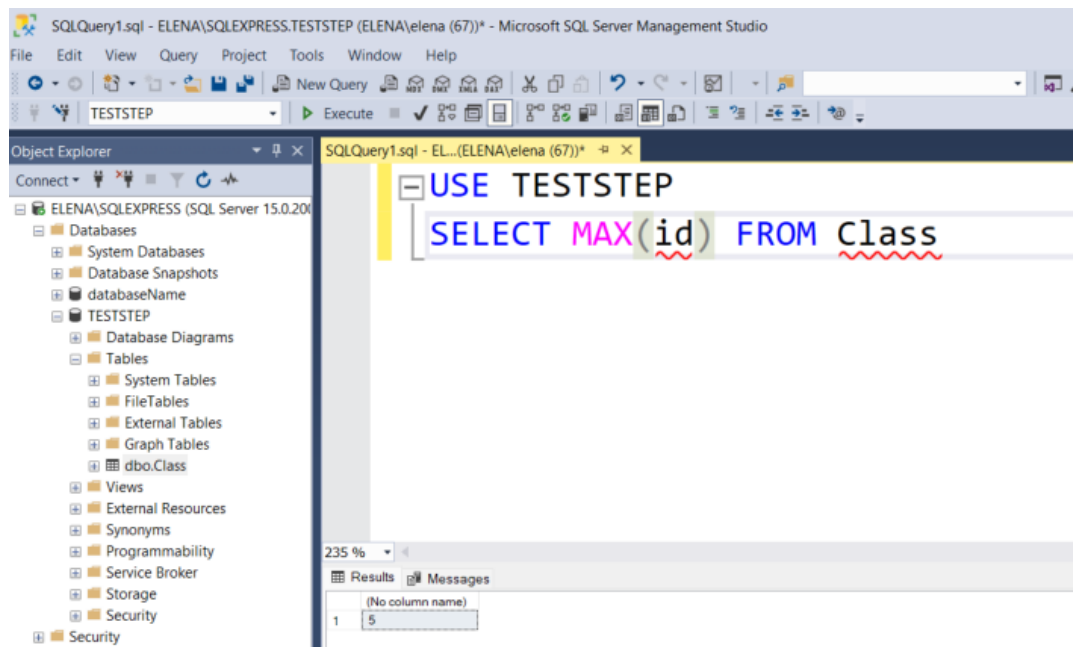 SQLQuery1.sql - ELENA\SQLEXPRESS.TESTSTEP (ELENA\elena (67))* - Microsoft SQL Server Management Studio
File Edit View Query Project Tools Window Help
New Query
TESTSTEP Execute
Object Explorer
SQLQuery1.sql - EL...(ELENA\elena (67))*
Connect
ELENA\SQLEXPRESS (SQL Server 15.0.200
Databases
System Databases
Database Snapshots
databaseName
TESTSTEP
Database Diagrams
Tables
System Tables
FileTables
External Tables
Graph Tables
dbo.Class
Views
External Resources
Synonyms
Programmability
Service Broker
Storage
Security
Security
USE TESTSTEP
SELECT MAX(id) FROM Class
235 %
Results Messages
(No column name)
1 5